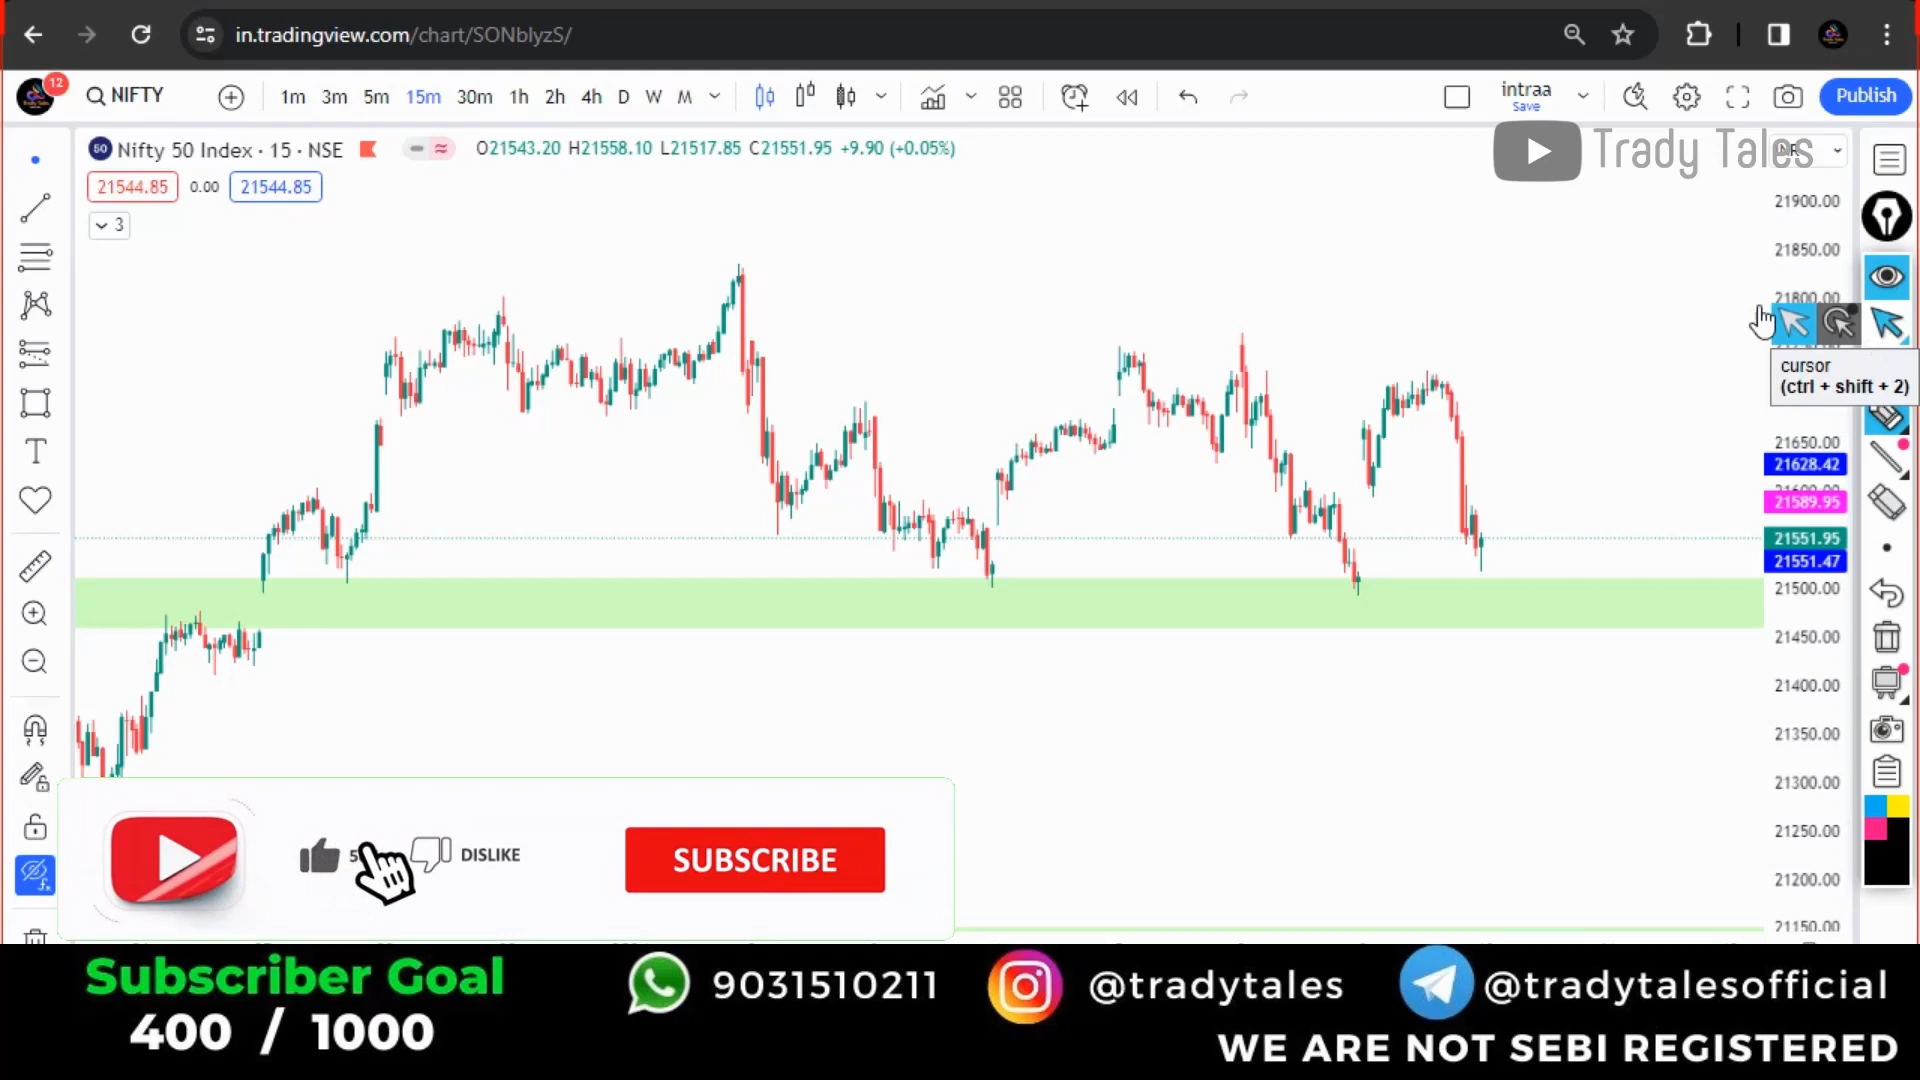 in.tradingview.com/chart/SONblyzS/
12
NIFTY
1m 3m 5m 15m 30m 1h 2h 4h D W M
intraa
Save
Publish
50 Nifty 50 Index · 15 · NSE
O21543.20 H21558.10 L21517.85 C21551.95 +9.90 (+0.05%)
Trady Tales
21544.85 0.00 21544.85
3
21900.00
21850.00
21800.00
cursor
(ctrl + shift + 2)
21650.00
21628.42
21589.95
21551.95
21551.47
21500.00
21450.00
21400.00
21350.00
21300.00
21250.00
21200.00
21150.00
DISLIKE
SUBSCRIBE
Subscriber Goal
400 / 1000
9031510211
@tradytales
@tradytalesofficial
WE ARE NOT SEBI REGISTERED